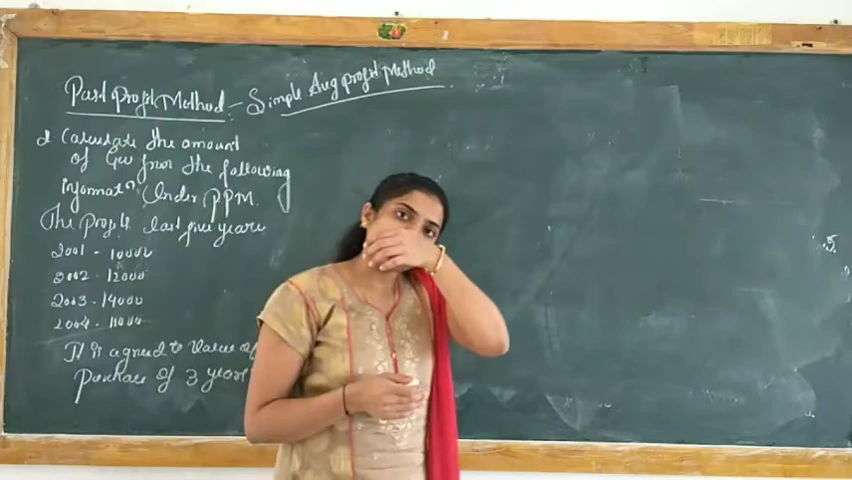 Past Profit Method - Simple Avg profit Method
Calculate the amount
of GW from the following
information Under PPM.
The profit last five years
2001 - 10000
2002 - 12000
2003 - 14000
2004 - 11000
It is agreed to value
purchase of 3 years